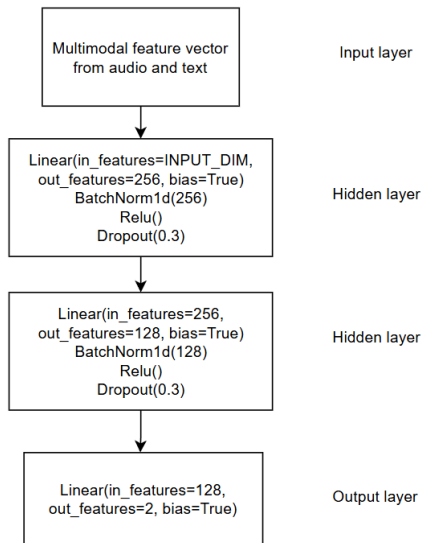 Multimodal feature vector
from audio and text
Input layer
Linear(in_features=INPUT_DIM,
out_features=256, bias=True)
BatchNorm1d(256)
Relu()
Dropout(0.3)
Hidden layer
Linear(in_features=256,
out_features=128, bias=True)
BatchNorm1d(128)
Relu()
Dropout(0.3)
Hidden layer
Linear(in_features=128,
out_features=2, bias=True)
Output layer